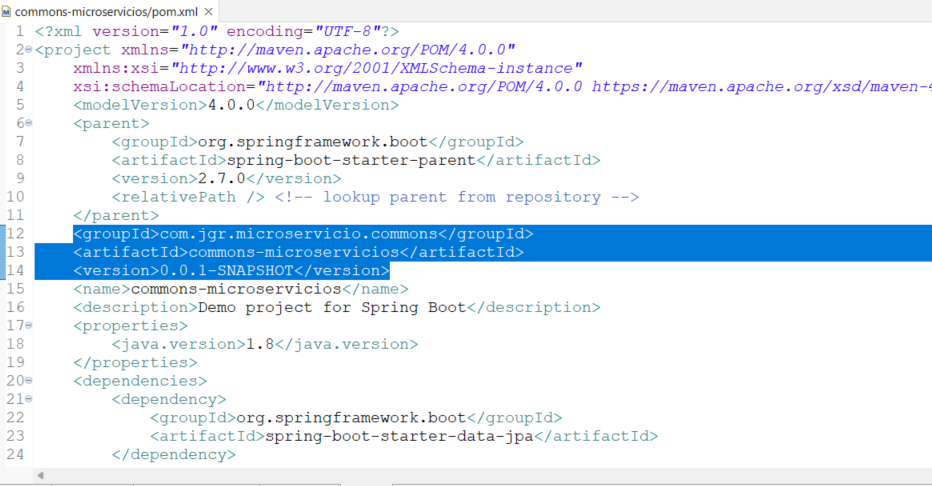 commons-microservicios/pom.xml
1 <?xml version="1.0" encoding="UTF-8"?>
2 <project xmlns="http://maven.apache.org/POM/4.0.0"
3 xmlns:xsi="http://www.w3.org/2001/XMLSchema-instance"
4 xsi:schemaLocation="http://maven.apache.org/POM/4.0.0 https://maven.apache.org/xsd/maven-4
5 <modelVersion>4.0.0</modelVersion>
6 <parent>
7 <groupId>org.springframework.boot</groupId>
8 <artifactId>spring-boot-starter-parent</artifactId>
9 <version>2.7.0</version>
10 <relativePath /> <!-- lookup parent from repository -->
11 </parent>
12 <groupId>com.jgr.microservicio.commons</groupId>
13 <artifactId>commons-microservicios</artifactId>
14 <version>0.0.1-SNAPSHOT</version>
15 <name>commons-microservicios</name>
16 <description>Demo project for Spring Boot</description>
17 <properties>
18 <java.version>1.8</java.version>
19 </properties>
20 <dependencies>
21 <dependency>
22 <groupId>org.springframework.boot</groupId>
23 <artifactId>spring-boot-starter-data-jpa</artifactId>
24 </dependency>